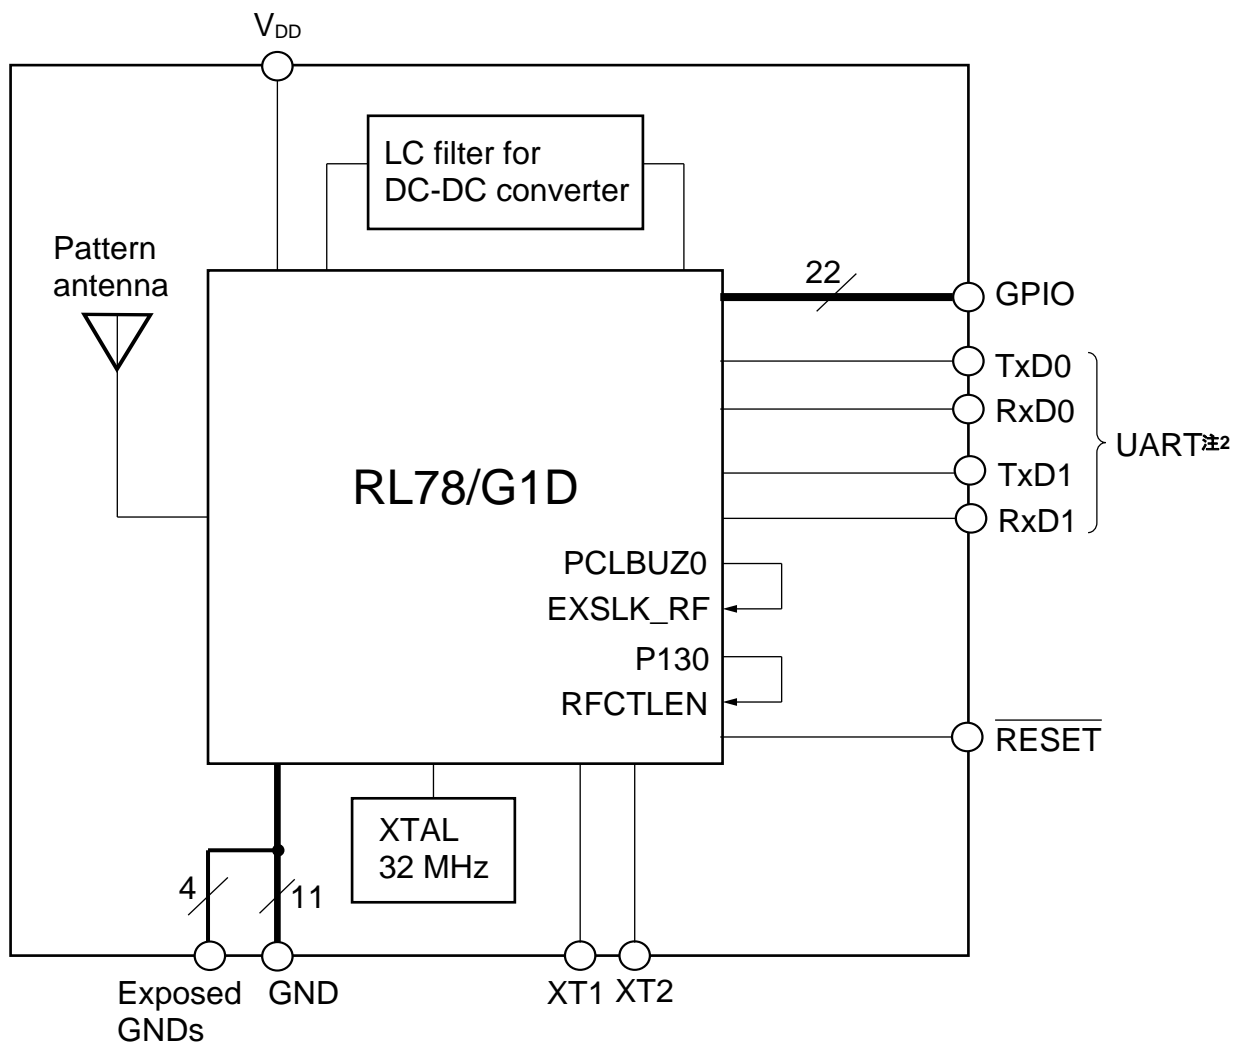 VDD
LC filter for
DC-DC converter
Pattern
antenna
22
GPIO
TxD0
RxD0
UART注2
TxD1
RxD1
RL78/G1D
PCLBUZ0
EXSLK_RF
P130
RFCTLEN
RESET
XTAL
32 MHz
4
11
Exposed
GNDs
GND
XT1
XT2